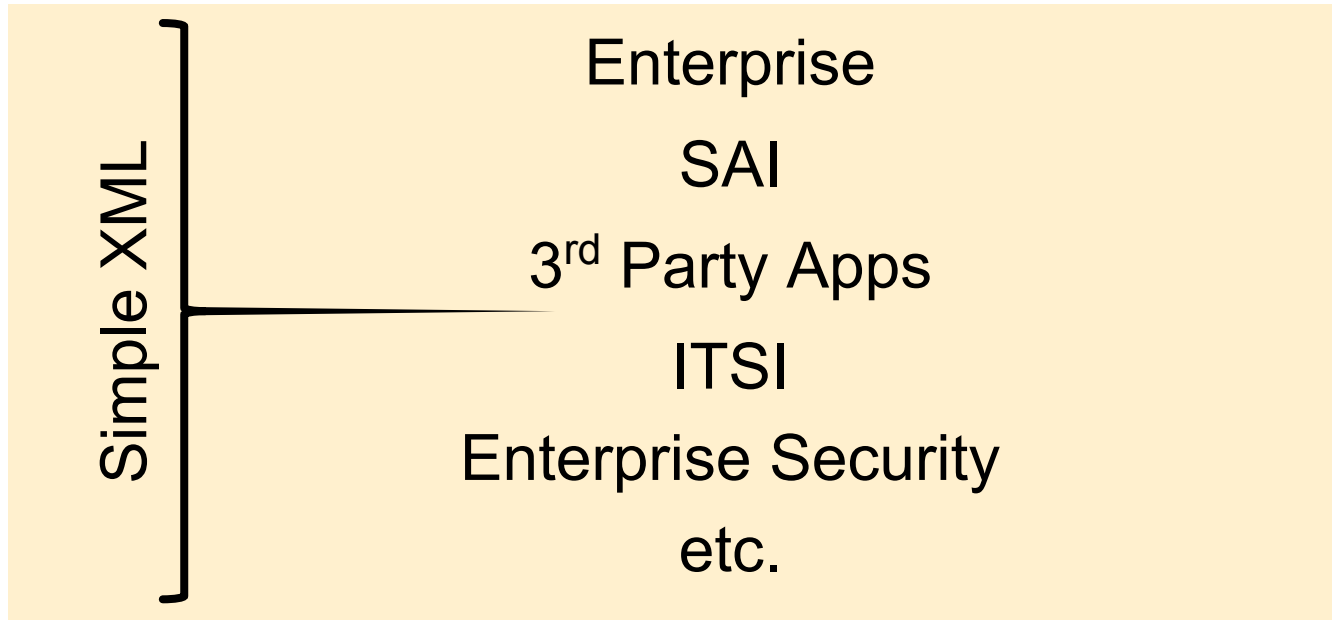 Simple XML
Enterprise
SAI
3rd Party Apps
ITSI
Enterprise Security
etc.